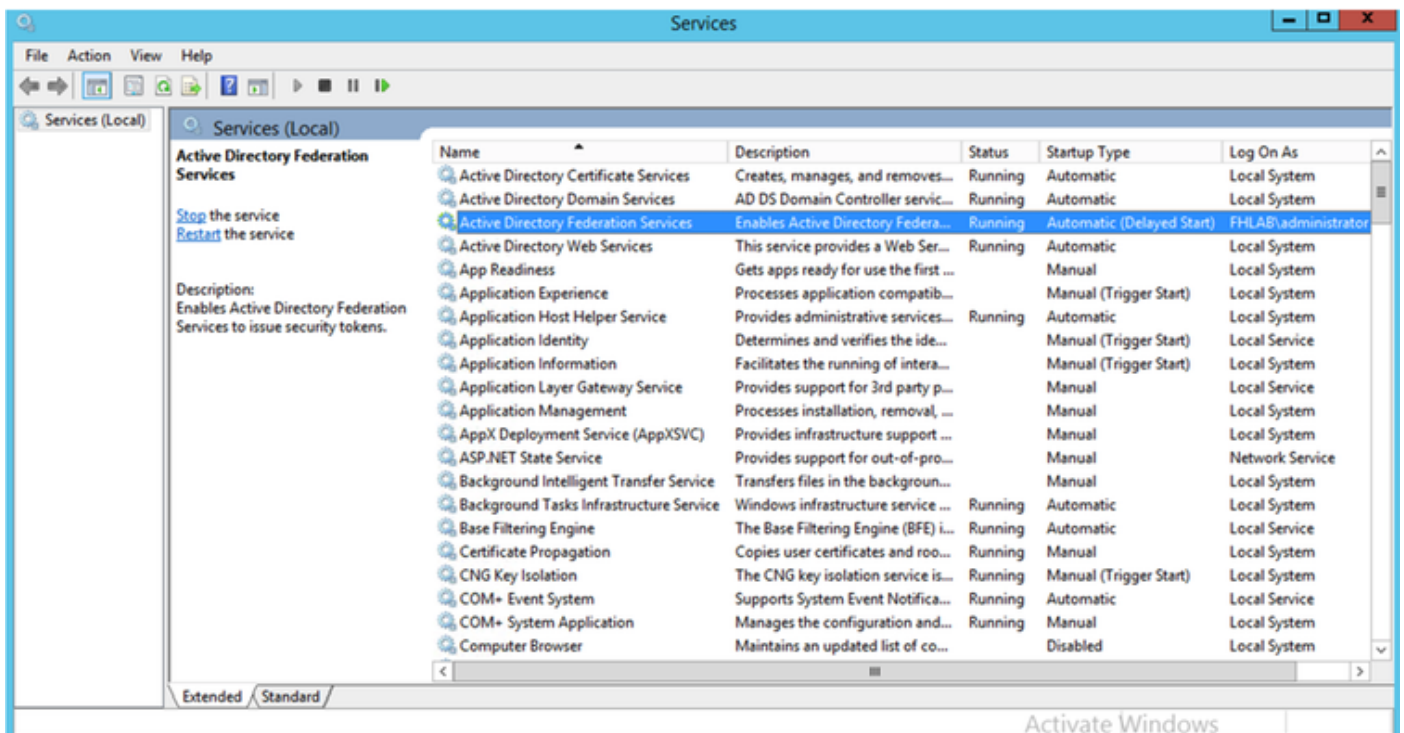 Services
File Action View Help
Services (Local)
Services (Local)
Active Directory Federation
Services
Stop the service
Restart the service
Description:
Enables Active Directory Federation
Services to issue security tokens.
Name Description Status Startup Type Log On As
Active Directory Certificate Services Creates, manages, and removes... Running Automatic Local System
Active Directory Domain Services AD DS Domain Controller servic... Running Automatic Local System
Active Directory Federation Services Enables Active Directory Federa... Running Automatic (Delayed Start) FHLAB\administrator
Active Directory Web Services This service provides a Web Ser... Running Automatic Local System
App Readiness Gets apps ready for use the first ... Manual Local System
Application Experience Processes application compatib... Manual (Trigger Start) Local System
Application Host Helper Service Provides administrative services... Running Automatic Local System
Application Identity Determines and verifies the ide... Manual (Trigger Start) Local Service
Application Information Facilitates the running of intera... Manual (Trigger Start) Local System
Application Layer Gateway Service Provides support for 3rd party p... Manual Local Service
Application Management Processes installation, removal, ... Manual Local System
AppX Deployment Service (AppXSVC) Provides infrastructure support ... Manual Local System
ASP.NET State Service Provides support for out-of-pro... Manual Network Service
Background Intelligent Transfer Service Transfers files in the backgroun... Manual Local System
Background Tasks Infrastructure Service Windows infrastructure service ... Running Automatic Local System
Base Filtering Engine The Base Filtering Engine (BFE) i... Running Automatic Local Service
Certificate Propagation Copies user certificates and roo... Running Manual Local System
CNG Key Isolation The CNG key isolation service is... Running Manual (Trigger Start) Local System
COM+ Event System Supports System Event Notifica... Running Automatic Local Service
COM+ System Application Manages the configuration and... Running Manual Local System
Computer Browser Maintains an updated list of co... Disabled Local System
Extended Standard
Activate Windows